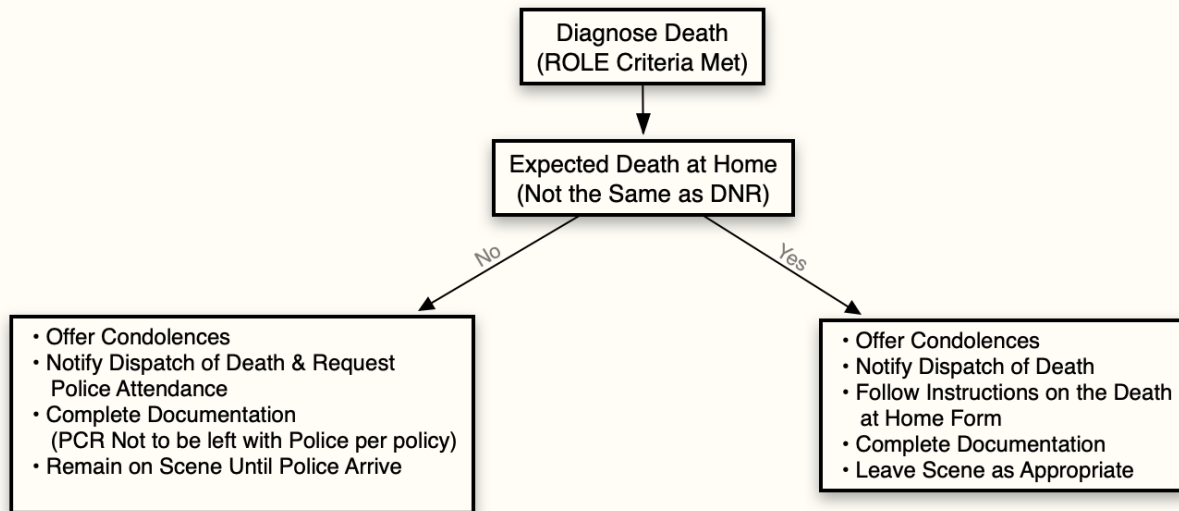 Diagnose Death
(ROLE Criteria Met)
Expected Death at Home
(Not the Same as DNR)
No
Yes
• Offer Condolences
• Notify Dispatch of Death & Request
Police Attendance
• Complete Documentation
(PCR Not to be left with Police per policy)
• Remain on Scene Until Police Arrive
• Offer Condolences
• Notify Dispatch of Death
• Follow Instructions on the Death
at Home Form
• Complete Documentation
• Leave Scene as Appropriate